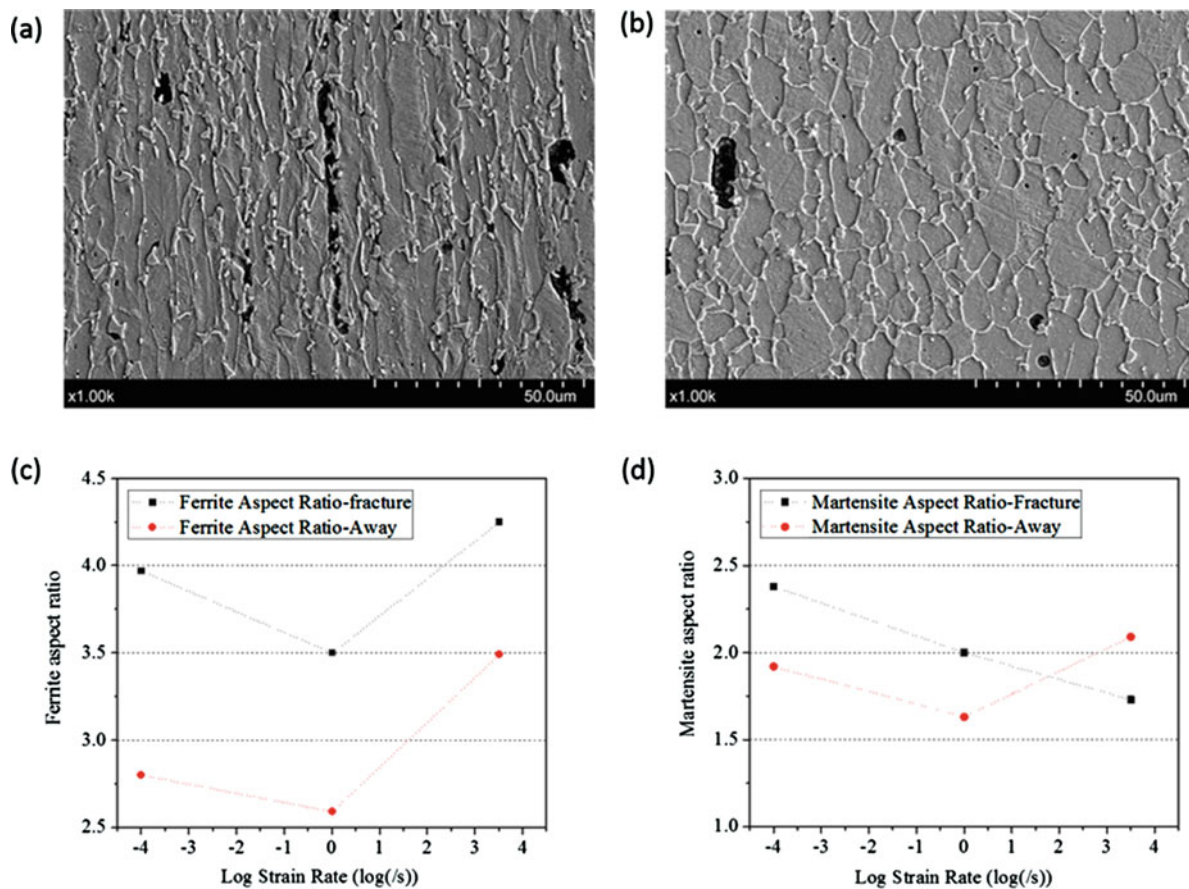 (a)
(b)
x1.00k
50.0um
x1.00k
50.0um
(c)
4.5
4.0
3.5
3.0
2.5
Ferrite aspect ratio
Ferrite Aspect Ratio-fracture
Ferrite Aspect Ratio-Away
-4 -3 -2 -1 0 1 2 3 4
Log Strain Rate (log(/s))
(d)
3.0
2.5
2.0
1.5
1.0
Martensite aspect ratio
Martensite Aspect Ratio-Fracture
Martensite Aspect Ratio-Away
-4 -3 -2 -1 0 1 2 3 4
Log Strain Rate (log(/s))